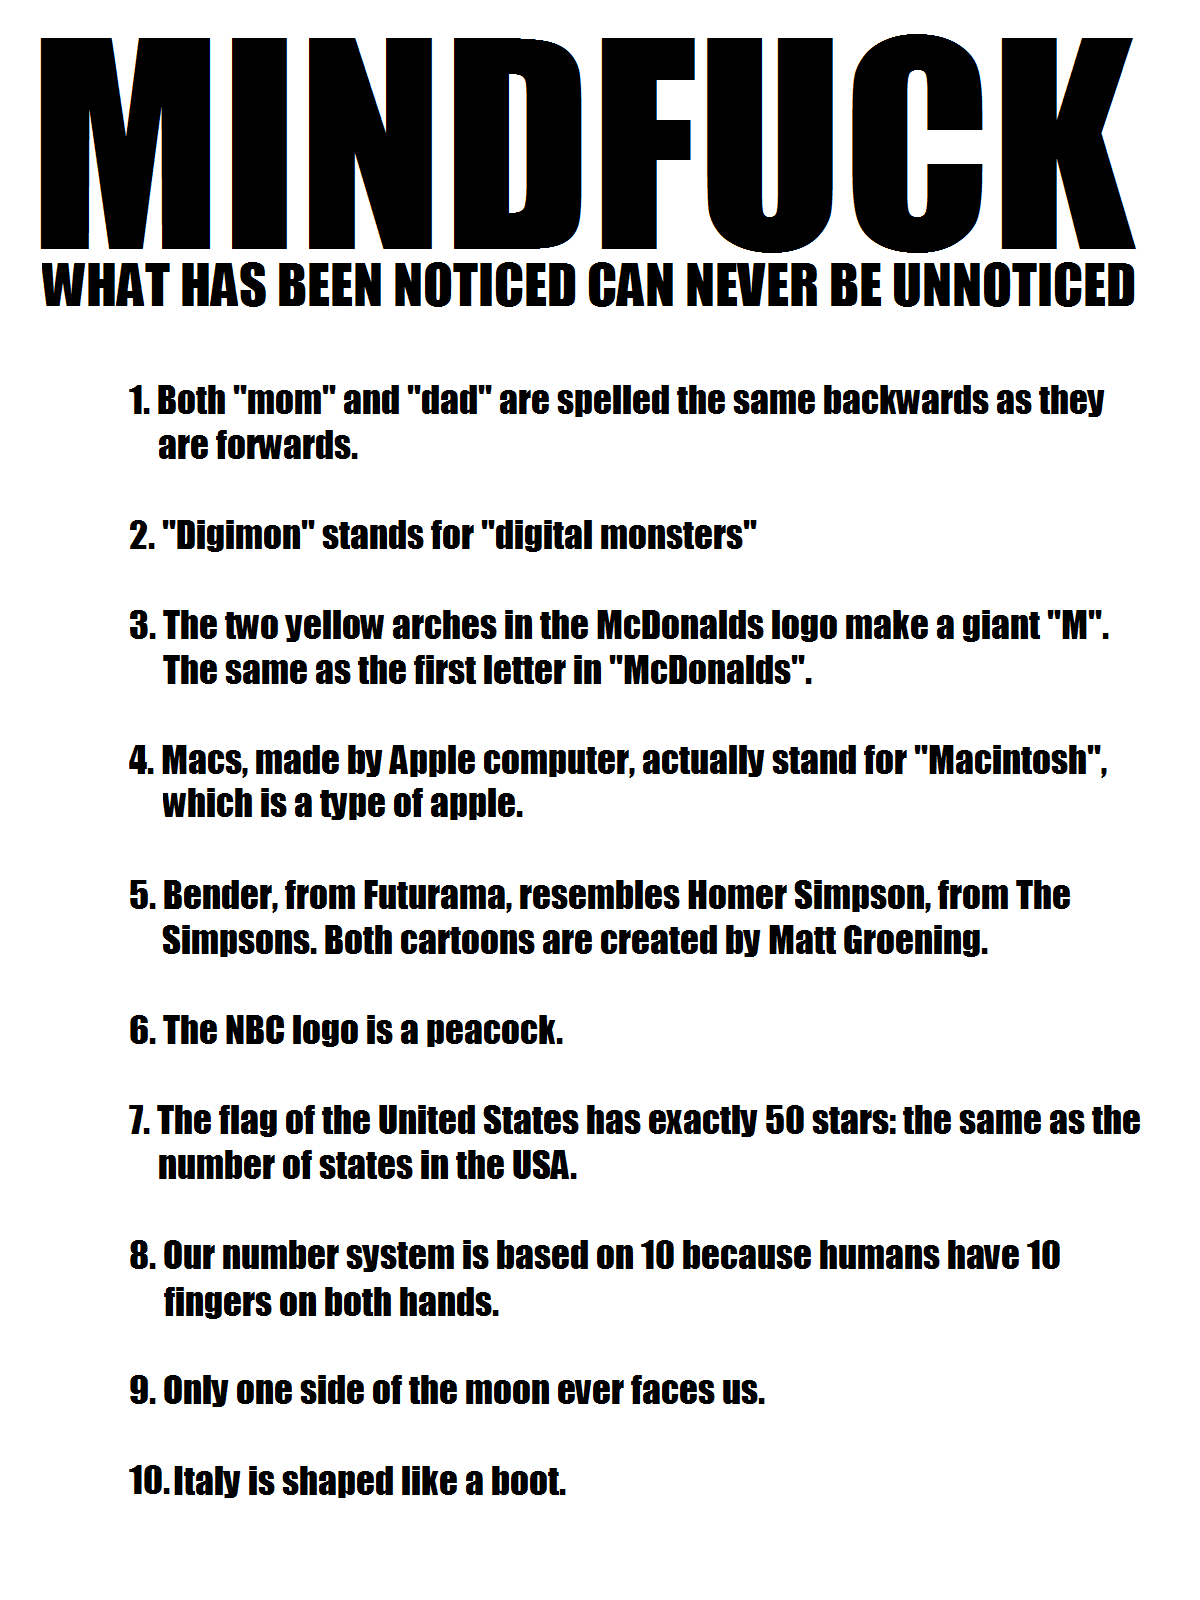 MINDFUCK
WHAT HAS BEEN NOTICED CAN NEVER BE UNNOTICED
1. Both "mom" and "dad" are spelled the same backwards as they
are forwards.
2. "Digimon" stands for "digital monsters"
3. The two yellow arches in the McDonalds logo make a giant "M".
The same as the first letter in "McDonalds".
4. Macs, made by Apple computer, actually stand for "Macintosh",
which is a type of apple.
5. Bender, from Futurama, resembles Homer Simpson, from The
Simpsons. Both cartoons are created by Matt Groening.
6. The NBC logo is a peacock.
7. The flag of the United States has exactly 50 stars: the same as the
number of states in the USA.
8. Our number system is based on 10 because humans have 10
fingers on both hands.
9. Only one side of the moon ever faces us.
10. Italy is shaped like a boot.